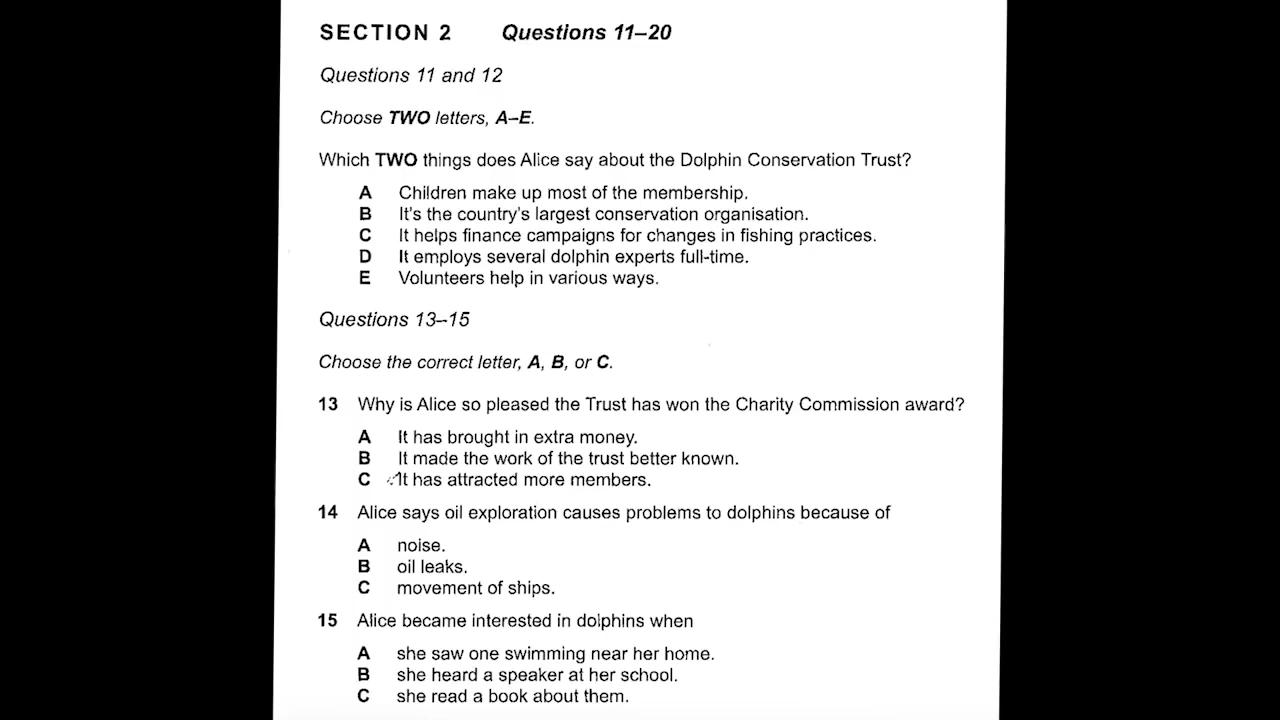 SECTION 2 Questions 11–20
Questions 11 and 12
Choose TWO letters, A–E.
Which TWO things does Alice say about the Dolphin Conservation Trust?
A Children make up most of the membership.
B It's the country's largest conservation organisation.
C It helps finance campaigns for changes in fishing practices.
D It employs several dolphin experts full-time.
E Volunteers help in various ways.
Questions 13–15
Choose the correct letter, A, B, or C.
13 Why is Alice so pleased the Trust has won the Charity Commission award?
A It has brought in extra money.
B It made the work of the trust better known.
C It has attracted more members.
14 Alice says oil exploration causes problems to dolphins because of
A noise.
B oil leaks.
C movement of ships.
15 Alice became interested in dolphins when
A she saw one swimming near her home.
B she heard a speaker at her school.
C she read a book about them.